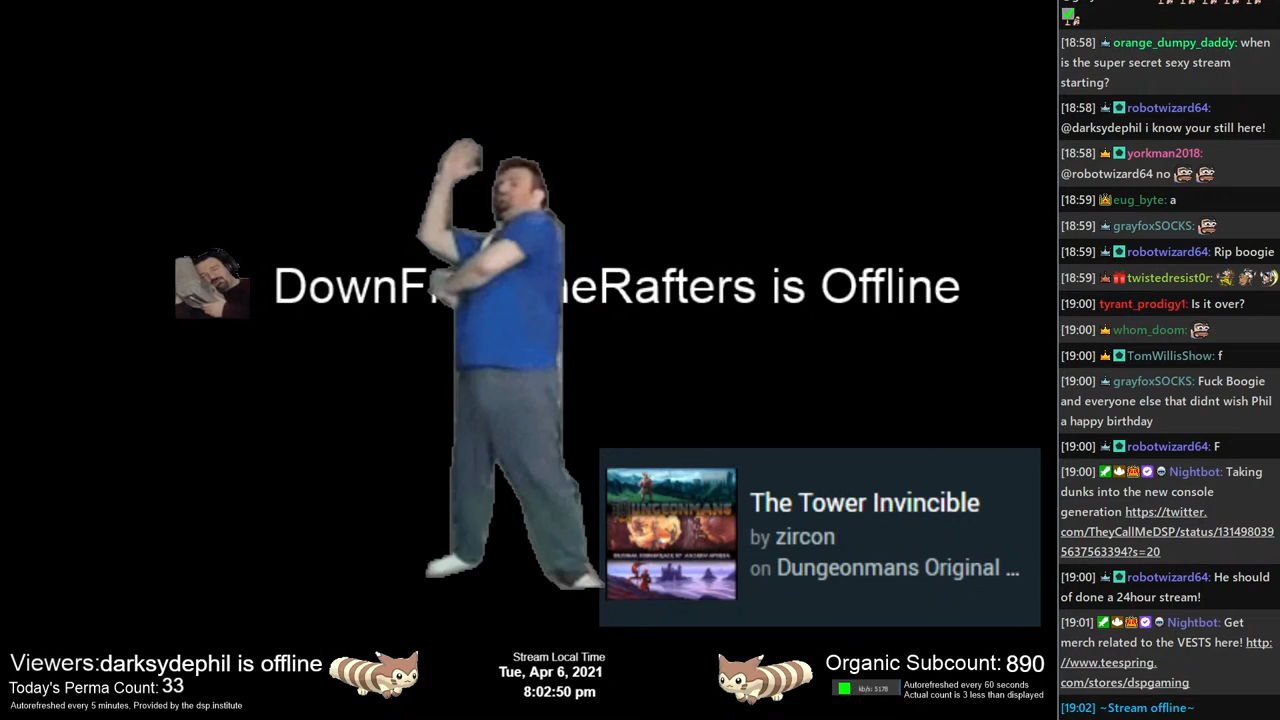 [18:58] orange_dumpy_daddy: when
is the super secret sexy stream
starting?
[18:58] robotwizard64:
@darksydephil i know your still here!
[18:58] yorkman2018:
@robotwizard64 no
[18:59] eug_byte: a
[18:59] grayfoxSOCKS:
[18:59] robotwizard64: Rip boogie
[18:59] twistedresist0r:
[19:00] tyrant_prodigy1: Is it over?
[19:00] whom_doom:
[19:00] TomWillisShow: f
[19:00] grayfoxSOCKS: Fuck Boogie
and everyone else that didnt wish Phil
a happy birthday
[19:00] robotwizard64: F
[19:00] Nightbot: Taking
dunks into the new console
generation https://twitter.
com/TheyCallMeDSP/status/131498039
5637563394?s=20
[19:00] robotwizard64: He should
of done a 24hour stream!
[19:01] Nightbot: Get
merch related to the VESTS here! http:
//www.teespring.
com/stores/dspgaming
[19:02] ~Stream offline~
DownF heRafters is Offline
The Tower Invincible
by zircon
on Dungeonmans Original ...
DUNGEONMANS
Viewers:darksydephil is offline
Today's Perma Count: 33
Autorefreshed every 5 minutes, Provided by the dsp institute
Stream Local Time
Tue, Apr 6, 2021
8:02:50 pm
Organic Subcount: 890
kb/s: 5178
Autorefreshed every 60 seconds
Actual count is 3 less than displayed